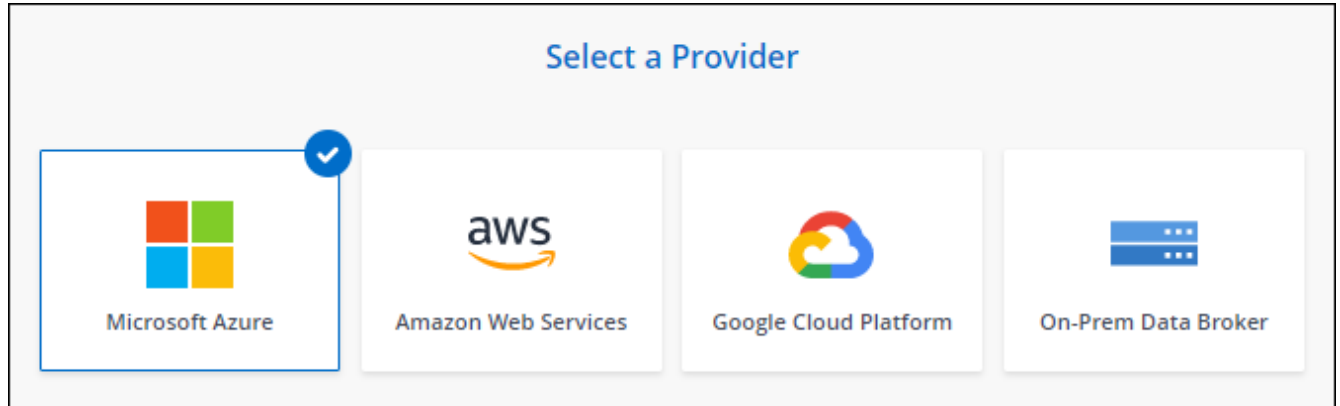 Select a Provider
aws
Microsoft Azure
Amazon Web Services
Google Cloud Platform
On-Prem Data Broker